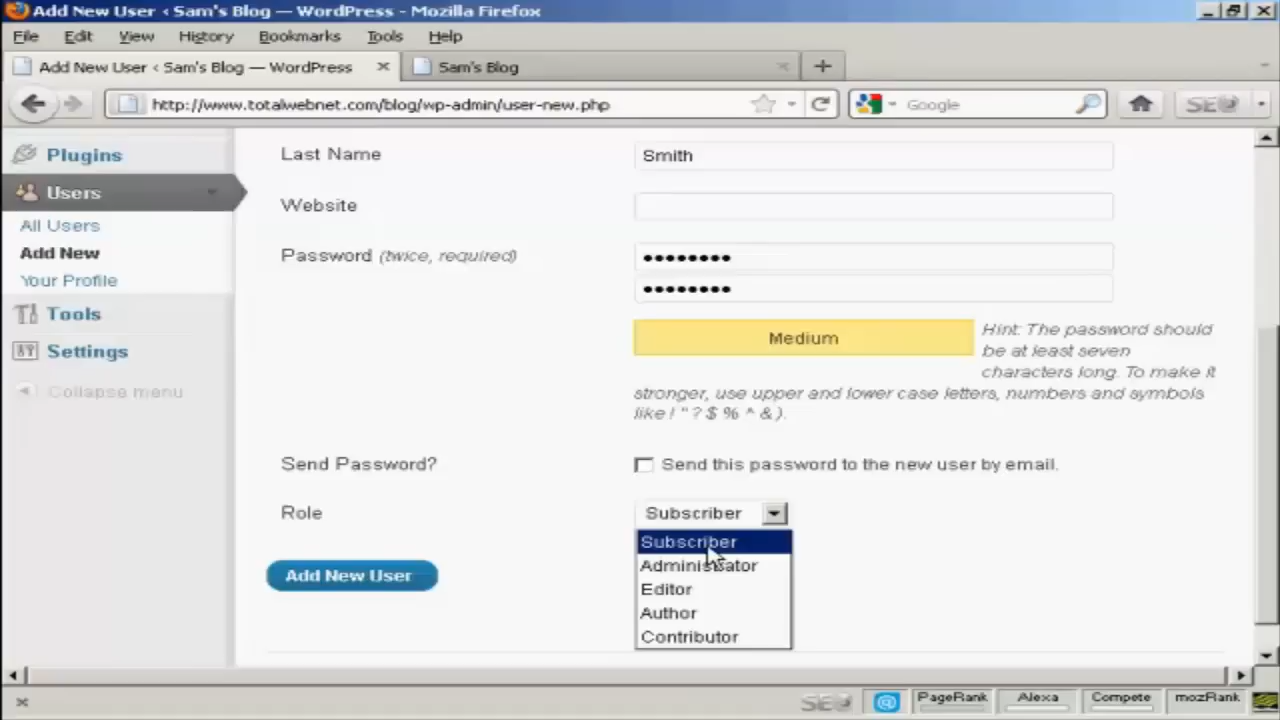 Add New User ‹ Sam's Blog — WordPress - Mozilla Firefox
File Edit View History Bookmarks Tools Help
Add New User ‹ Sam's Blog — WordPress
Sam's Blog
http://www.totalwebnet.com/blog/wp-admin/user-new.php
Google
SEO
Plugins
Users
All Users
Add New
Your Profile
Tools
Settings
Collapse menu
Last Name
Smith
Website
Password (twice, required)
Medium
Hint: The password should
be at least seven
characters long. To make it
stronger, use upper and lower case letters, numbers and symbols
like ! " ? $ % ^ & ).
Send Password?
Send this password to the new user by email.
Role
Subscriber
Subscriber
Administrator
Editor
Author
Contributor
Add New User
SEO
PageRank
Alexa
Compete
mozRank